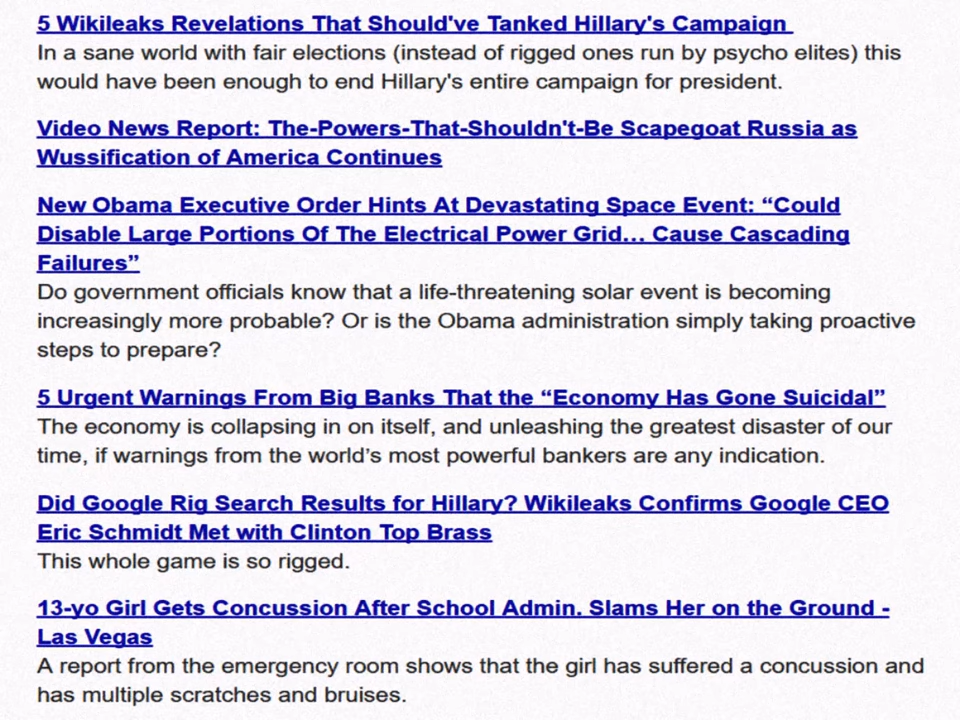 5 Wikileaks Revelations That Should've Tanked Hillary's Campaign
In a sane world with fair elections (instead of rigged ones run by psycho elites) this
would have been enough to end Hillary's entire campaign for president.
Video News Report: The-Powers-That-Shouldn't-Be Scapegoat Russia as
Wussification of America Continues
New Obama Executive Order Hints At Devastating Space Event: “Could
Disable Large Portions Of The Electrical Power Grid… Cause Cascading
Failures”
Do government officials know that a life-threatening solar event is becoming
increasingly more probable? Or is the Obama administration simply taking proactive
steps to prepare?
5 Urgent Warnings From Big Banks That the “Economy Has Gone Suicidal”
The economy is collapsing in on itself, and unleashing the greatest disaster of our
time, if warnings from the world’s most powerful bankers are any indication.
Did Google Rig Search Results for Hillary? Wikileaks Confirms Google CEO
Eric Schmidt Met with Clinton Top Brass
This whole game is so rigged.
13-yo Girl Gets Concussion After School Admin. Slams Her on the Ground -
Las Vegas
A report from the emergency room shows that the girl has suffered a concussion and
has multiple scratches and bruises.